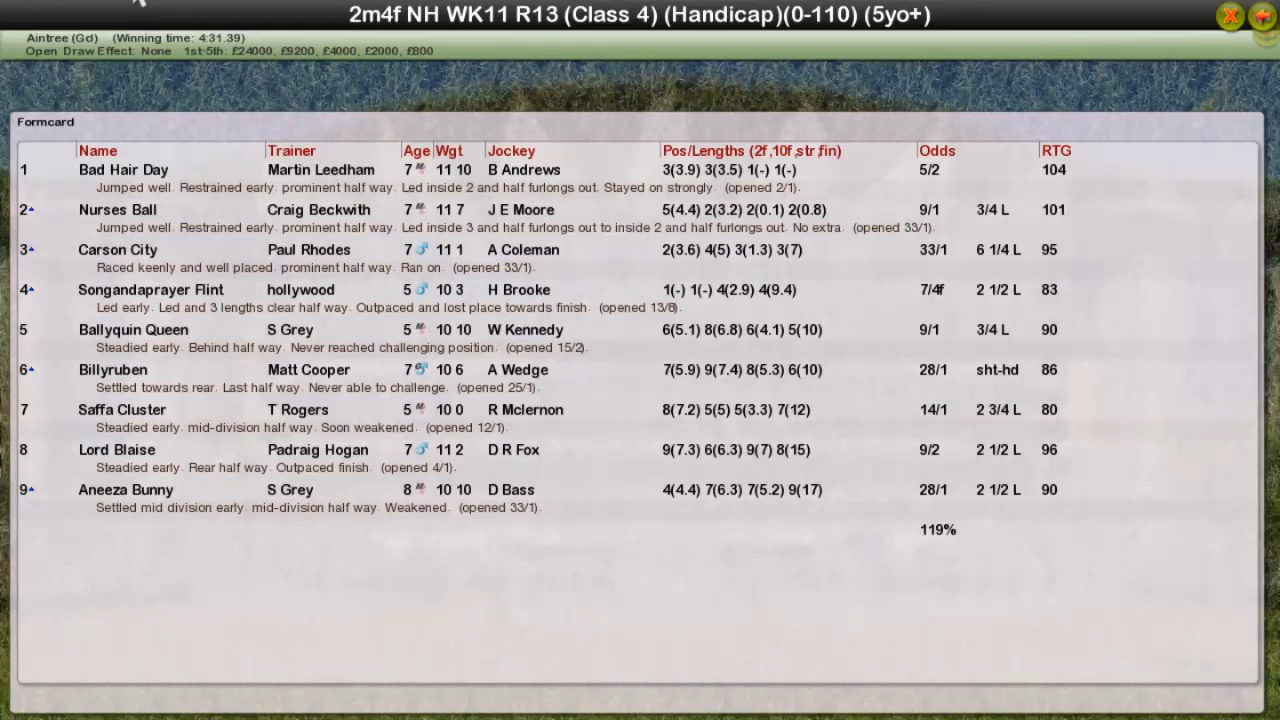 2m4f NH WK11 R13 (Class 4) (Handicap)(0-110) (5yo+)
Aintree (Gd) (Winning time: 4:31.39)
Open Draw Effect: None 1st-5th: £24000, £9200, £4000, £2000, £800
Formcard
Name Trainer Age Wgt Jockey Pos/Lengths (2f,10f,str,fin) Odds RTG
1 Bad Hair Day Martin Leedham 7 11 10 B Andrews 3(3.9) 3(3.5) 1(-) 1(-) 5/2 104
Jumped well. Restrained early. prominent half way. Led inside 2 and half furlongs out. Stayed on strongly. (opened 2/1).
2 Nurses Ball Craig Beckwith 7 11 7 J E Moore 5(4.4) 2(3.2) 2(0.1) 2(0.8) 9/1 3/4 L 101
Jumped well. Restrained early. prominent half way. Led inside 3 and half furlongs out to inside 2 and half furlongs out. No extra. (opened 33/1).
3 Carson City Paul Rhodes 7 11 1 A Coleman 2(3.6) 4(5) 3(1.3) 3(7) 33/1 6 1/4 L 95
Raced keenly and well placed. prominent half way. Ran on. (opened 33/1).
4 Songandaprayer Flint hollywood 5 10 3 H Brooke 1(-) 1(-) 4(2.9) 4(9.4) 7/4f 2 1/2 L 83
Led early. Led and 3 lengths clear half way. Outpaced and lost place towards finish. (opened 13/8).
5 Ballyquin Queen S Grey 5 10 10 W Kennedy 6(5.1) 8(6.8) 6(4.1) 5(10) 9/1 3/4 L 90
Steadied early. Behind half way. Never reached challenging position. (opened 15/2).
6 Billyruben Matt Cooper 7 10 6 A Wedge 7(5.9) 9(7.4) 8(5.3) 6(10) 28/1 sht-hd 86
Settled towards rear. Last half way. Never able to challenge. (opened 25/1).
7 Saffa Cluster T Rogers 5 10 0 R Mclernon 8(7.2) 5(5) 5(3.3) 7(12) 14/1 2 3/4 L 80
Steadied early. mid-division half way. Soon weakened. (opened 12/1).
8 Lord Blaise Padraig Hogan 7 11 2 D R Fox 9(7.3) 6(6.3) 9(7) 8(15) 9/2 2 1/2 L 96
Steadied early. Rear half way. Outpaced finish. (opened 4/1).
9 Aneeza Bunny S Grey 8 10 10 D Bass 4(4.4) 7(6.3) 7(5.2) 9(17) 28/1 2 1/2 L 90
Settled mid division early. mid-division half way. Weakened. (opened 33/1).
119%